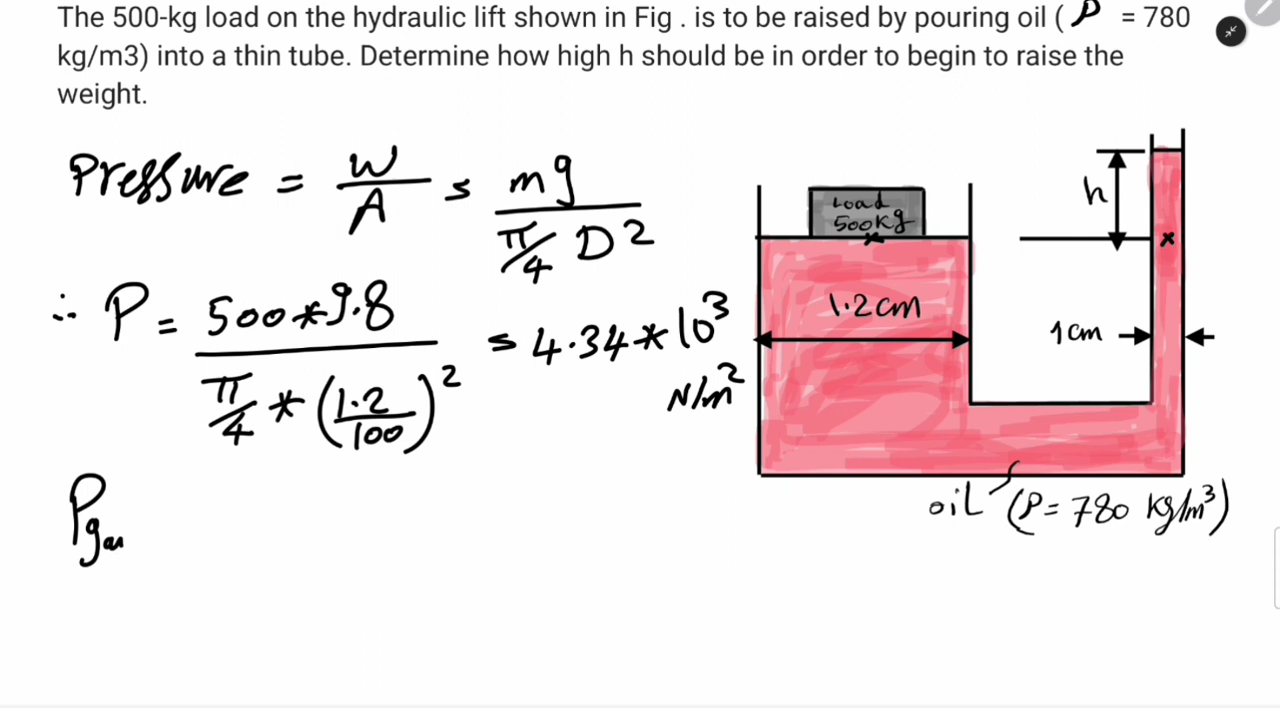 The 500-kg load on the hydraulic lift shown in Fig . is to be raised by pouring oil ( ρ = 780
kg/m3) into a thin tube. Determine how high h should be in order to begin to raise the
weight.
Pressure = W/A = mg / (π/4 D²)
∴ P = 500*9.8 / (π/4 * (1.2/100)²) = 4.34*10³
N/m²
Pga
Load
500kg
h
1.2cm
1cm
oil (ρ= 780 kg/m³)